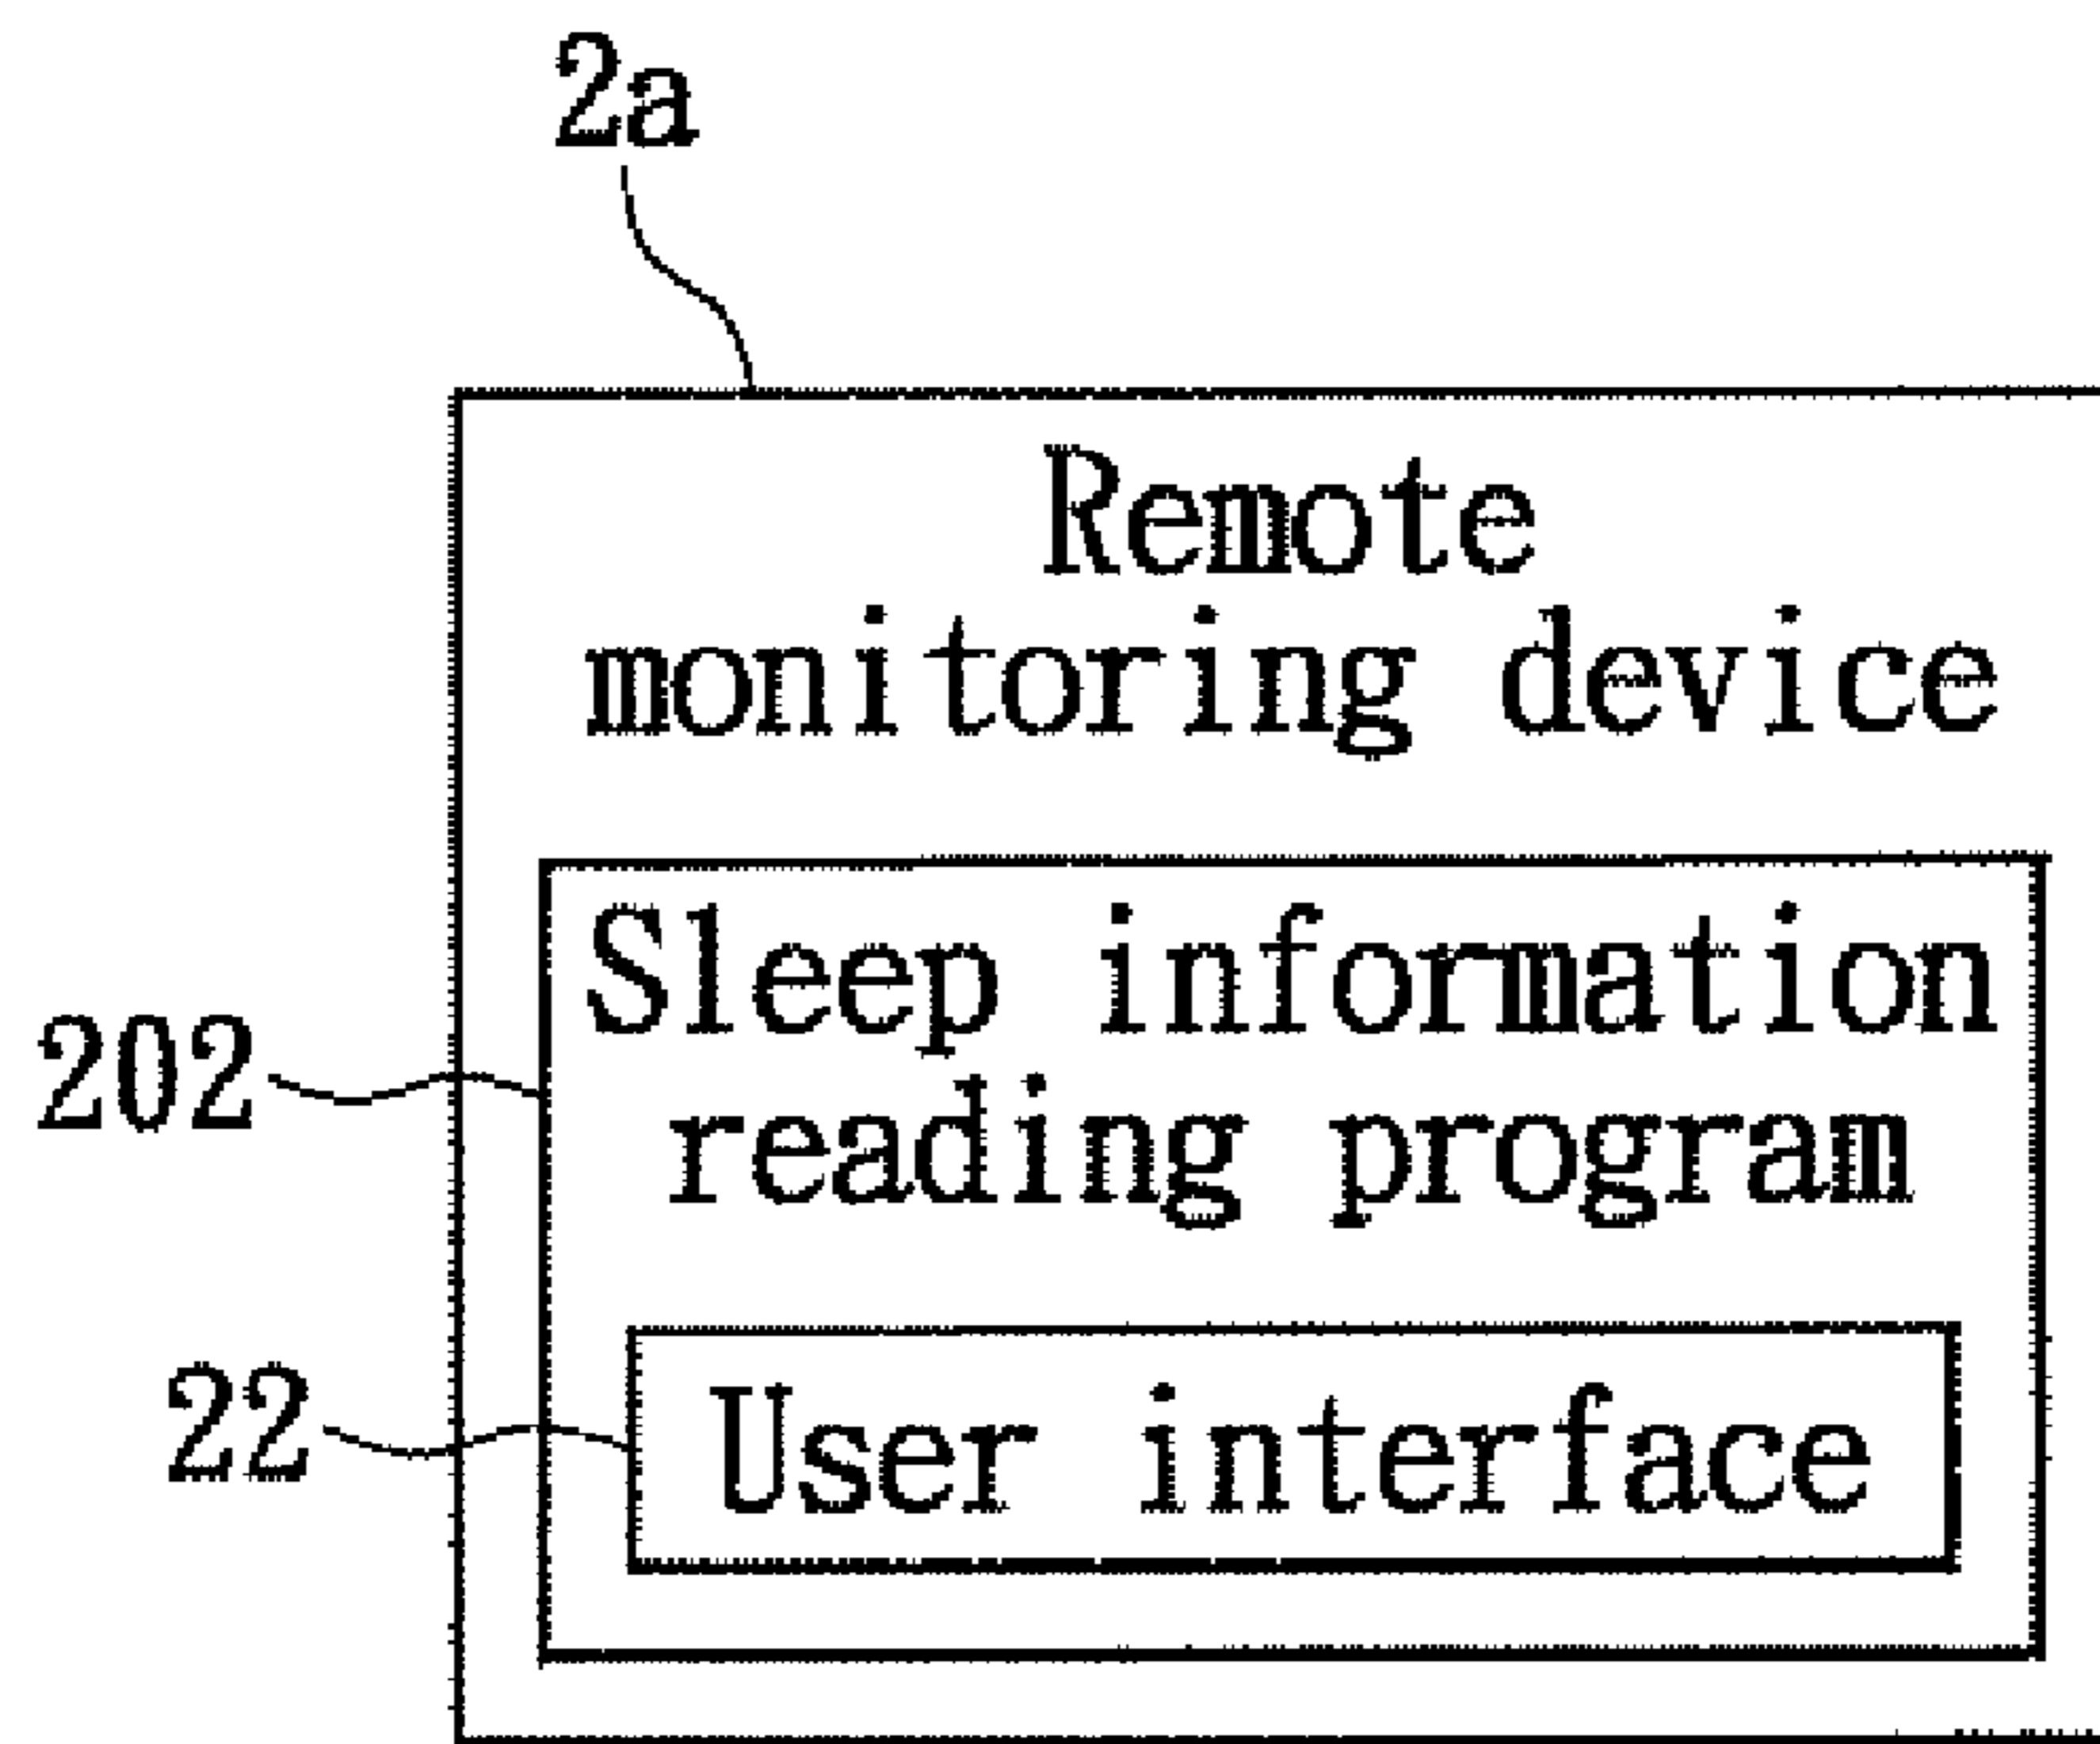 2a
Remote
monitoring device
Sleep information
202
reading program
22
User interface